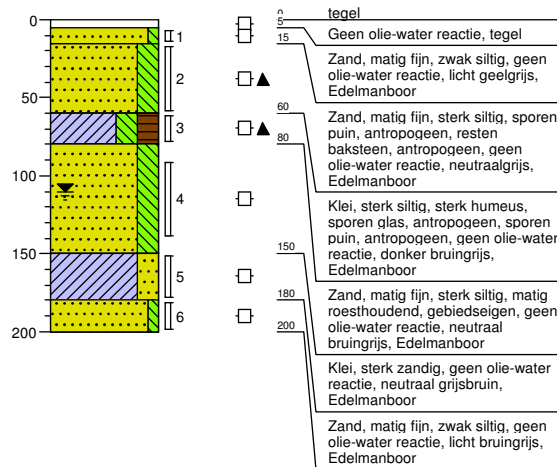 0
50
100
150
200
1
2
3
4
5
6
0
5
15
60
80
150
180
200
tegel
Geen olie-water reactie, tegel
Zand, matig fijn, zwak siltig, geen
olie-water reactie, licht geelgrijs,
Edelmanboor
Zand, matig fijn, sterk siltig, sporen
puin, antropogeen, resten
baksteen, antropogeen, geen
olie-water reactie, neutraalgrijs,
Edelmanboor
Klei, sterk siltig, sterk humeus,
sporen glas, antropogeen, sporen
puin, antropogeen, geen olie-water
reactie, donker bruingrijs,
Edelmanboor
Zand, matig fijn, sterk siltig, matig
roesthoudend, gebiedseigen, geen
olie-water reactie, neutraal
bruingrijs, Edelmanboor
Klei, sterk zandig, geen olie-water
reactie, neutraal grijsbruin,
Edelmanboor
Zand, matig fijn, zwak siltig, geen
olie-water reactie, licht bruingrijs,
Edelmanboor